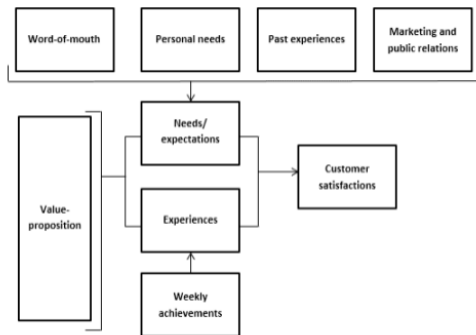 Word-of-mouth
Personal needs
Past experiences
Marketing and
public relations
Needs/
expectations
Customer
satisfactions
Value-
proposition
Experiences
Weekly
achievements